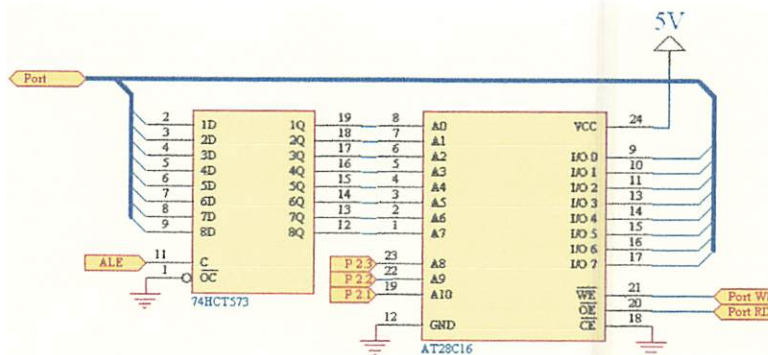 5V
Port
2 1D 1Q 19 8 A0 VCC 24
3 2D 2Q 18 7 A1
4 3D 3Q 17 6 A2 I/O 0 9
5 4D 4Q 16 5 A3 I/O 1 10
6 5D 5Q 15 4 A4 I/O 2 11
7 6D 6Q 14 3 A5 I/O 3 13
8 7D 7Q 13 2 A6 I/O 4 14
9 8D 8Q 12 1 A7 I/O 5 15
I/O 6 16
ALE 11 C P 2.3 23 A8 I/O 7 17
1 OC P 2.2 22 A9
P 2.1 19 A10 WE 21 Port W
OE 20 Port RD
74HCT573 12 GND CE 18
AT28C16